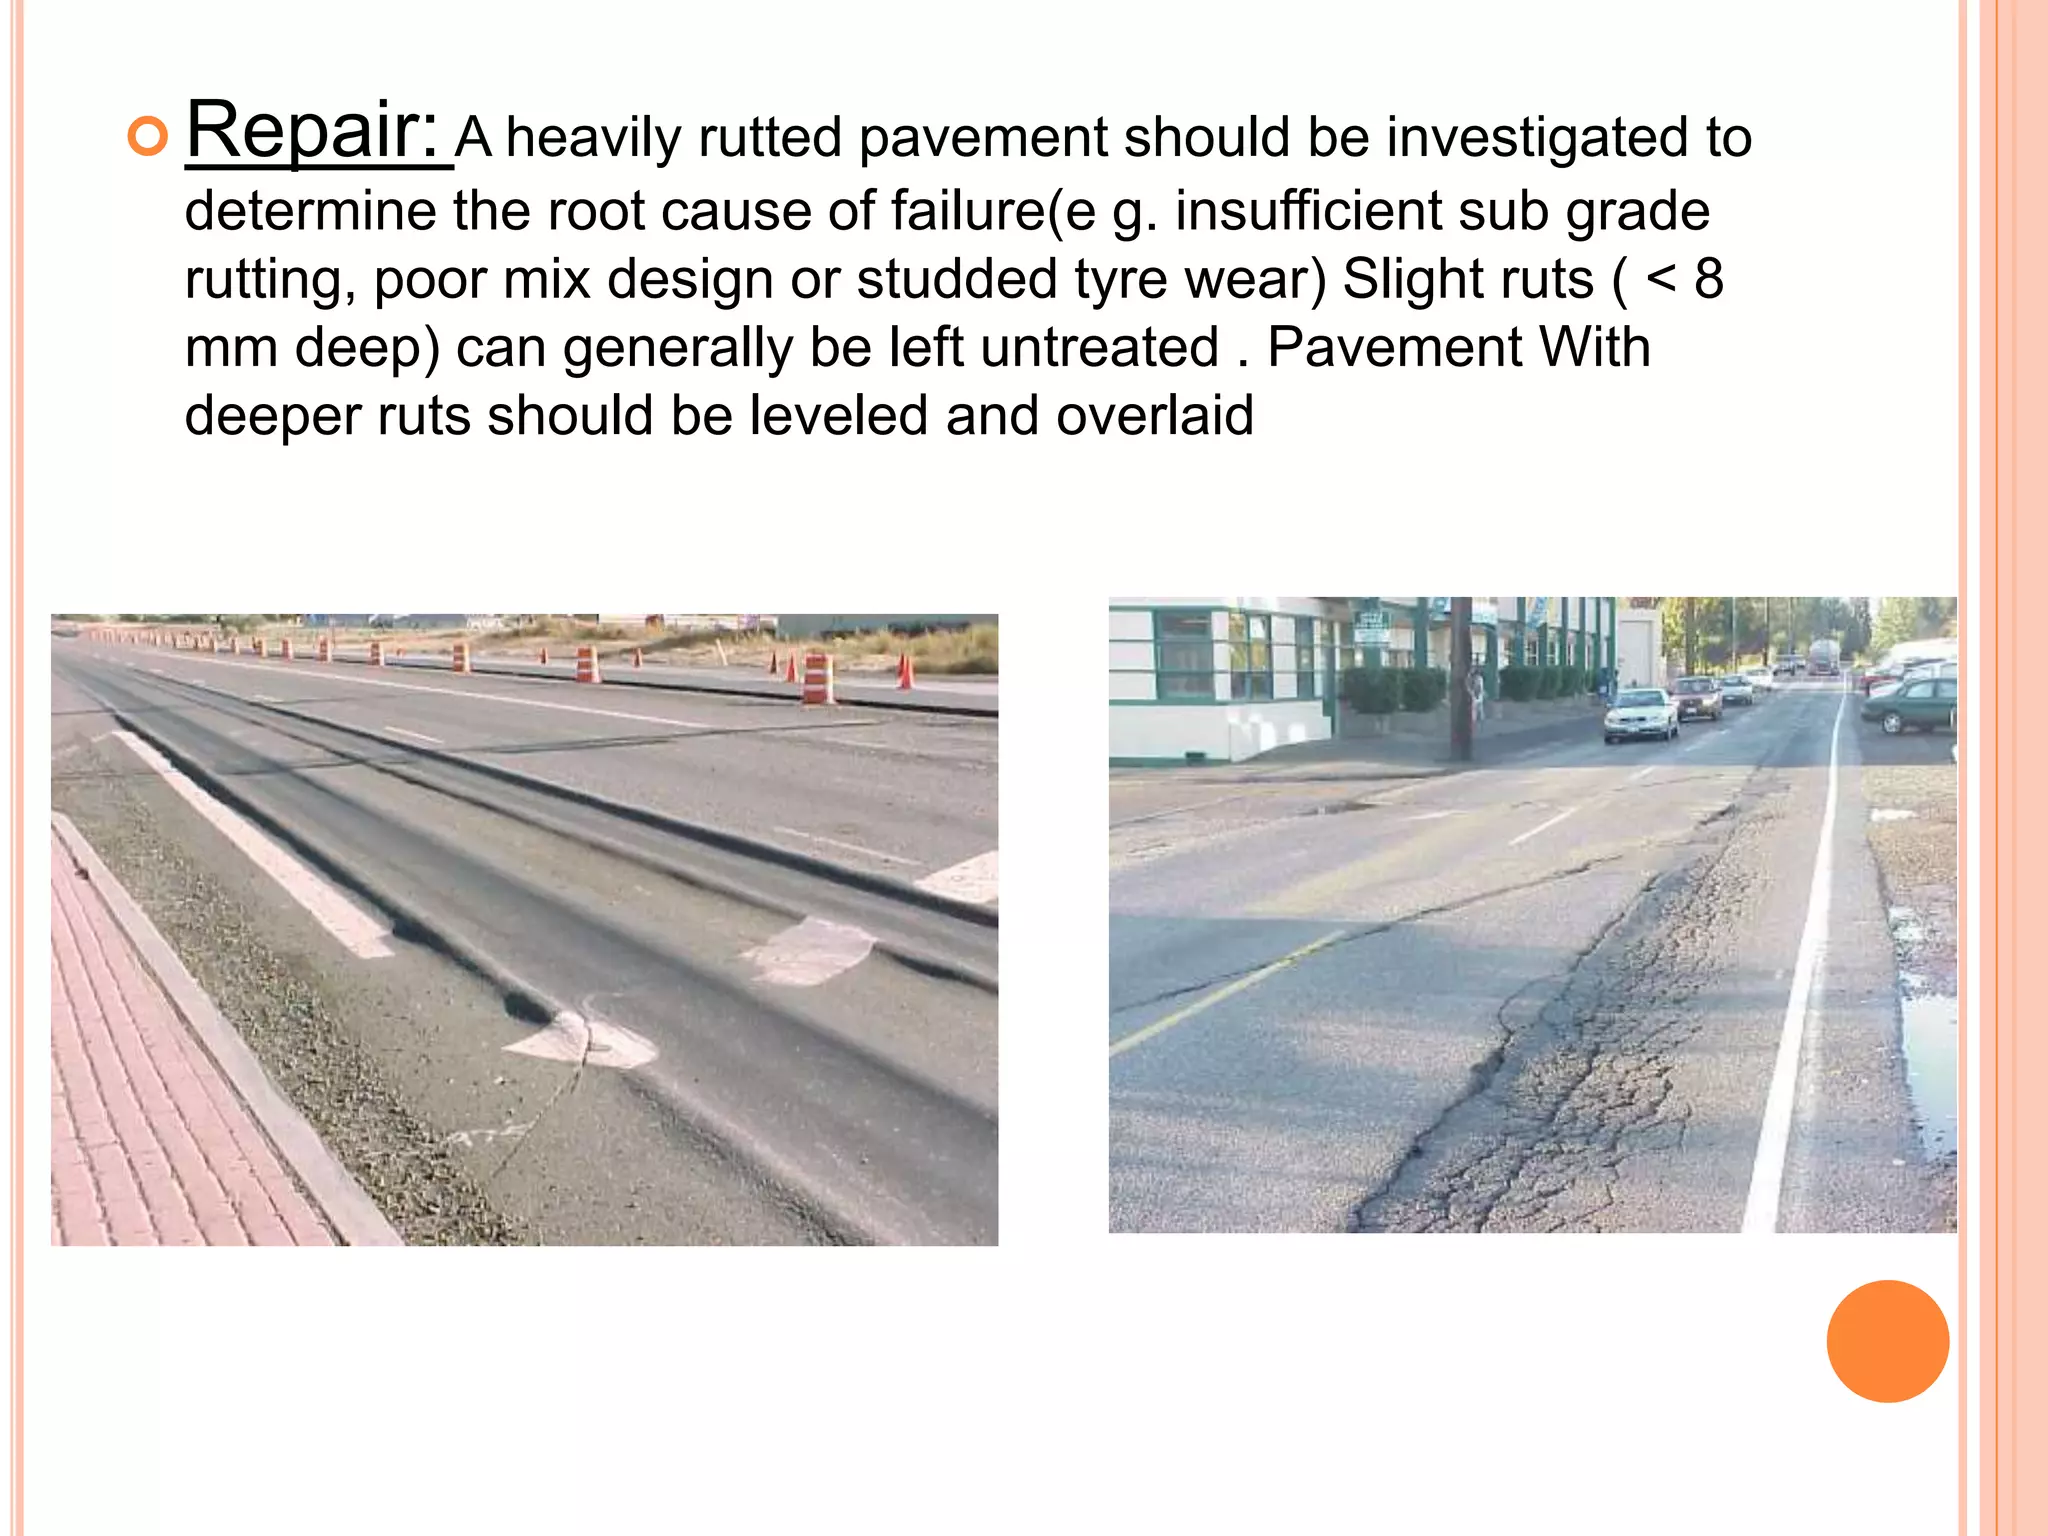 Repair: A heavily rutted pavement should be investigated to
determine the root cause of failure(e g. insufficient sub grade
rutting, poor mix design or studded tyre wear) Slight ruts ( < 8
mm deep) can generally be left untreated . Pavement With
deeper ruts should be leveled and overlaid